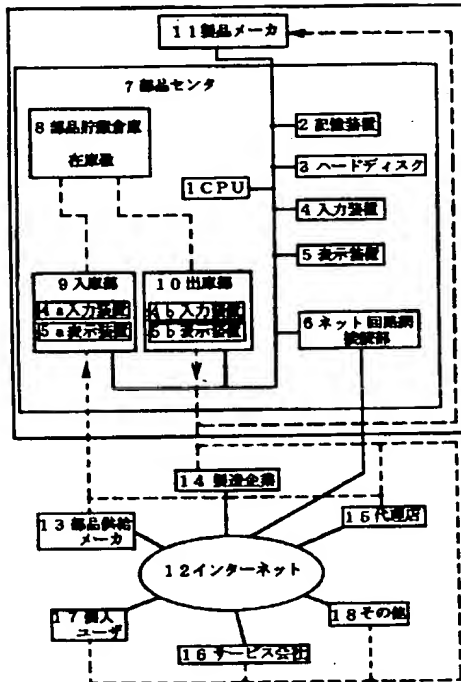 11製品メーカ
7部品センタ
8部品貯蔵倉庫
在庫数
2記憶装置
3ハードディスク
1CPU
4入力装置
5表示装置
9入庫部
4a入力装置
5a表示装置
10出庫部
4b入力装置
5b表示装置
6ネット回路網
接続部
14製造企業
13部品供給
メーカ
15代理店
12インターネット
17個人
ユーザ
18その他
16サービス会社